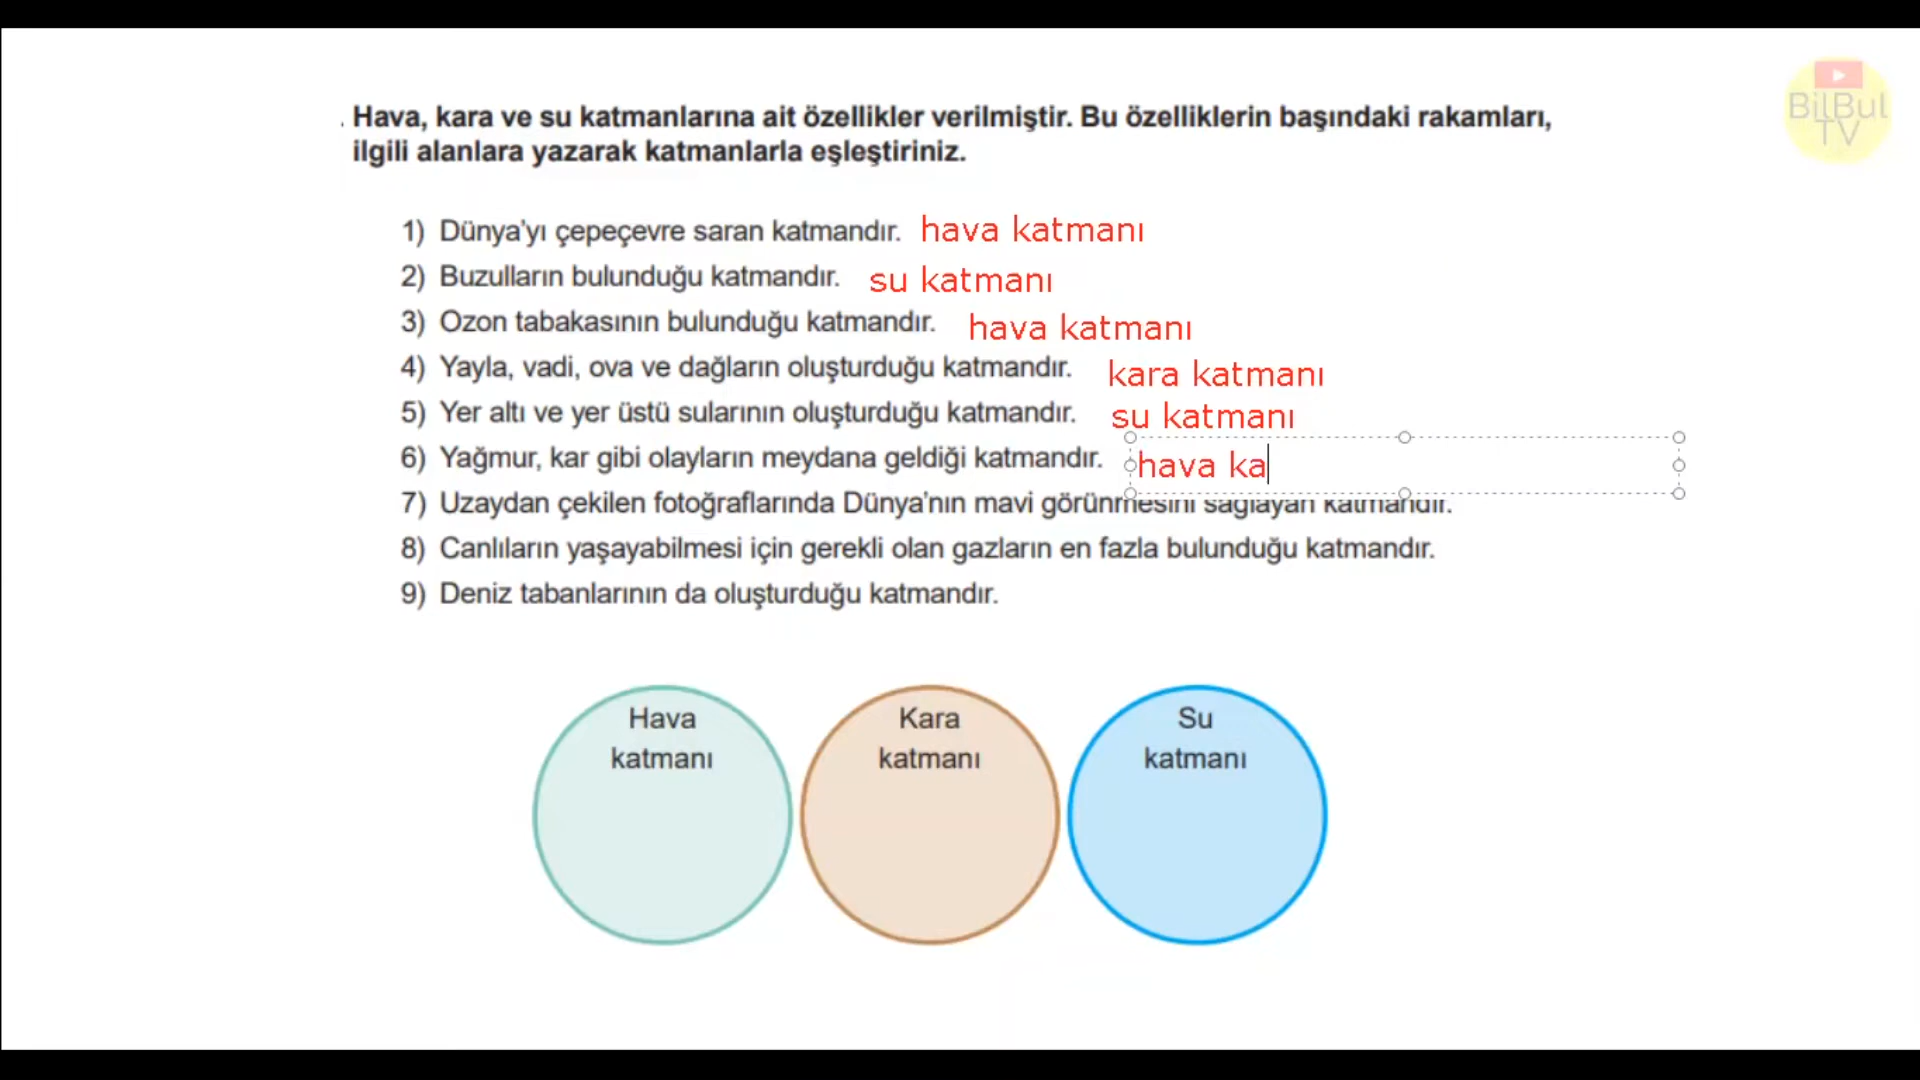 BilBul
TV
. Hava, kara ve su katmanlarına ait özellikler verilmiştir. Bu özelliklerin başındaki rakamları,
ilgili alanlara yazarak katmanlarla eşleştiriniz.
1) Dünya'yı çepeçevre saran katmandır. hava katmanı
2) Buzulların bulunduğu katmandır. su katmanı
3) Ozon tabakasının bulunduğu katmandır. hava katmanı
4) Yayla, vadi, ova ve dağların oluşturduğu katmandır. kara katmanı
5) Yer altı ve yer üstü sularının oluşturduğu katmandır. su katmanı
6) Yağmur, kar gibi olayların meydana geldiği katmandır. hava ka
7) Uzaydan çekilen fotoğraflarında Dünya'nın mavi görünmesini sağlayan katmandır.
8) Canlıların yaşayabilmesi için gerekli olan gazların en fazla bulunduğu katmandır.
9) Deniz tabanlarının da oluşturduğu katmandır.
Hava
katmanı
Kara
katmanı
Su
katmanı